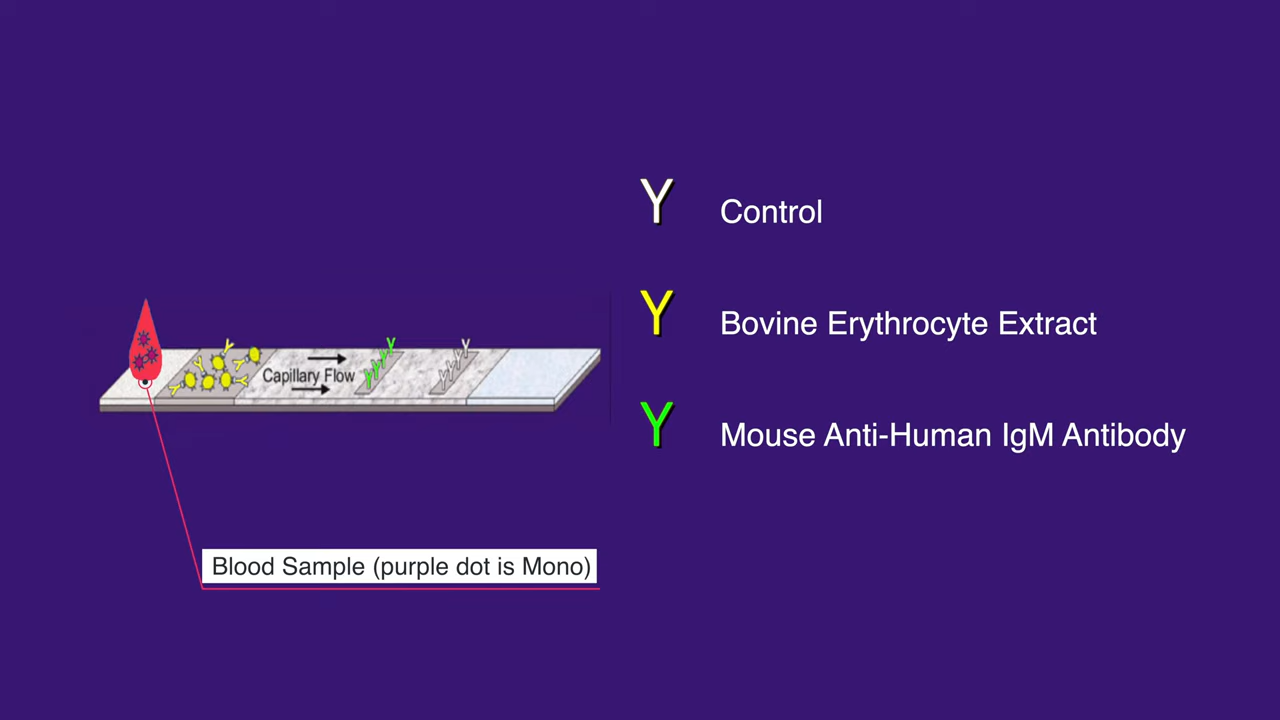 Y Control
Y Bovine Erythrocyte Extract
Capillary Flow
Y Mouse Anti-Human IgM Antibody
Blood Sample (purple dot is Mono)